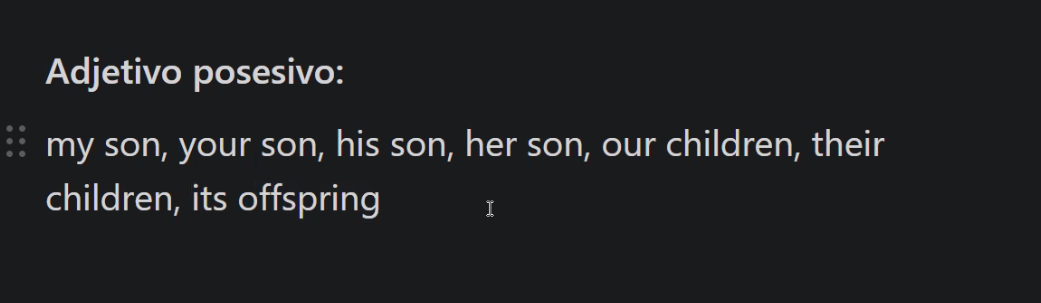 Adjetivo posesivo:
my son, your son, his son, her son, our children, their
children, its offspring